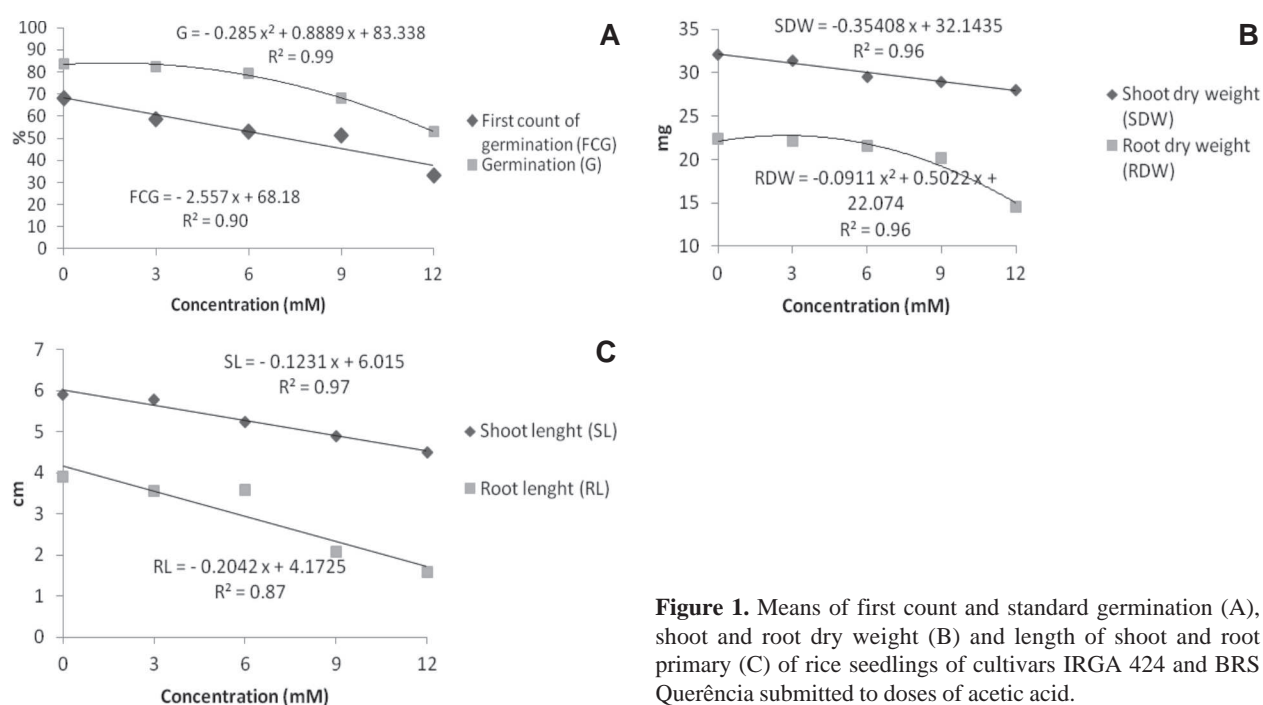 A
G = - 0.285 x² + 0.8889 x + 83.338
R² = 0.99
100
90
80
70
60
50
40
30
20
10
0
%
FCG = - 2.557 x + 68.18
R² = 0.90
0 3 6 9 12
Concentration (mM)
First count of
germination (FCG)
Germination (G)
B
SDW = -0.35408 x + 32.1435
R² = 0.96
35
30
25
20
15
10
mg
RDW = -0.0911 x² + 0.5022 x +
22.074
R² = 0.96
0 3 6 9 12
Concentration (mM)
Shoot dry weight
(SDW)
Root dry weight
(RDW)
C
SL = - 0.1231 x + 6.015
R² = 0.97
7
6
5
4
3
2
1
0
cm
RL = - 0.2042 x + 4.1725
R² = 0.87
0 3 6 9 12
Concentration (mM)
Shoot lenght (SL)
Root lenght (RL)
Figure 1. Means of first count and standard germination (A),
shoot and root dry weight (B) and length of shoot and root
primary (C) of rice seedlings of cultivars IRGA 424 and BRS
Querência submitted to doses of acetic acid.